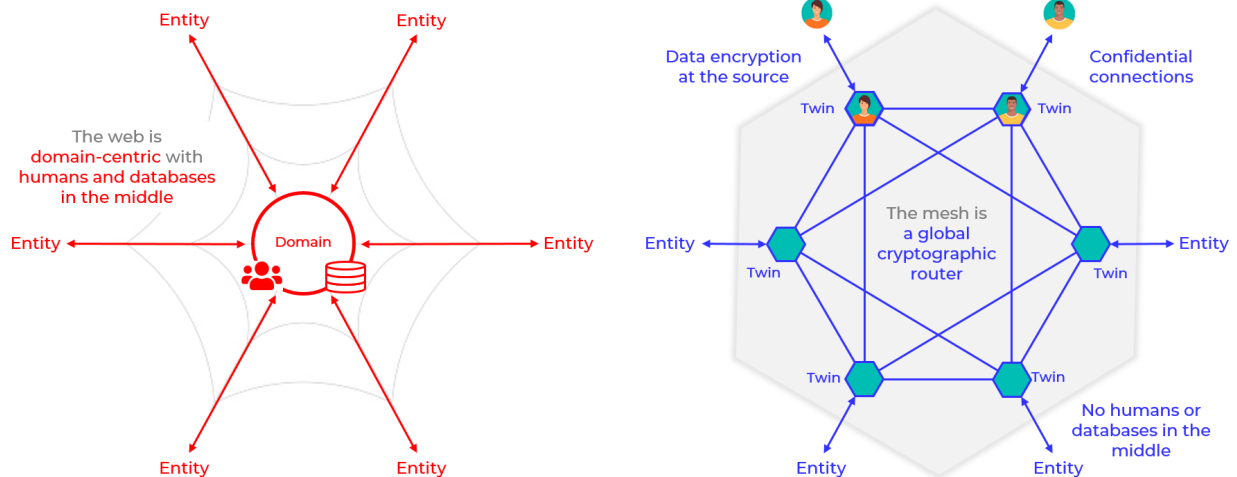 Entity
Entity
The web is
domain-centric with
humans and databases
in the middle
Entity
Domain
Entity
Entity
Entity
Data encryption
at the source
Confidential
connections
Twin
Twin
The mesh is
a global
cryptographic
router
Entity
Twin
Entity
Twin
Twin
Twin
No humans or
databases in the
middle
Entity
Entity